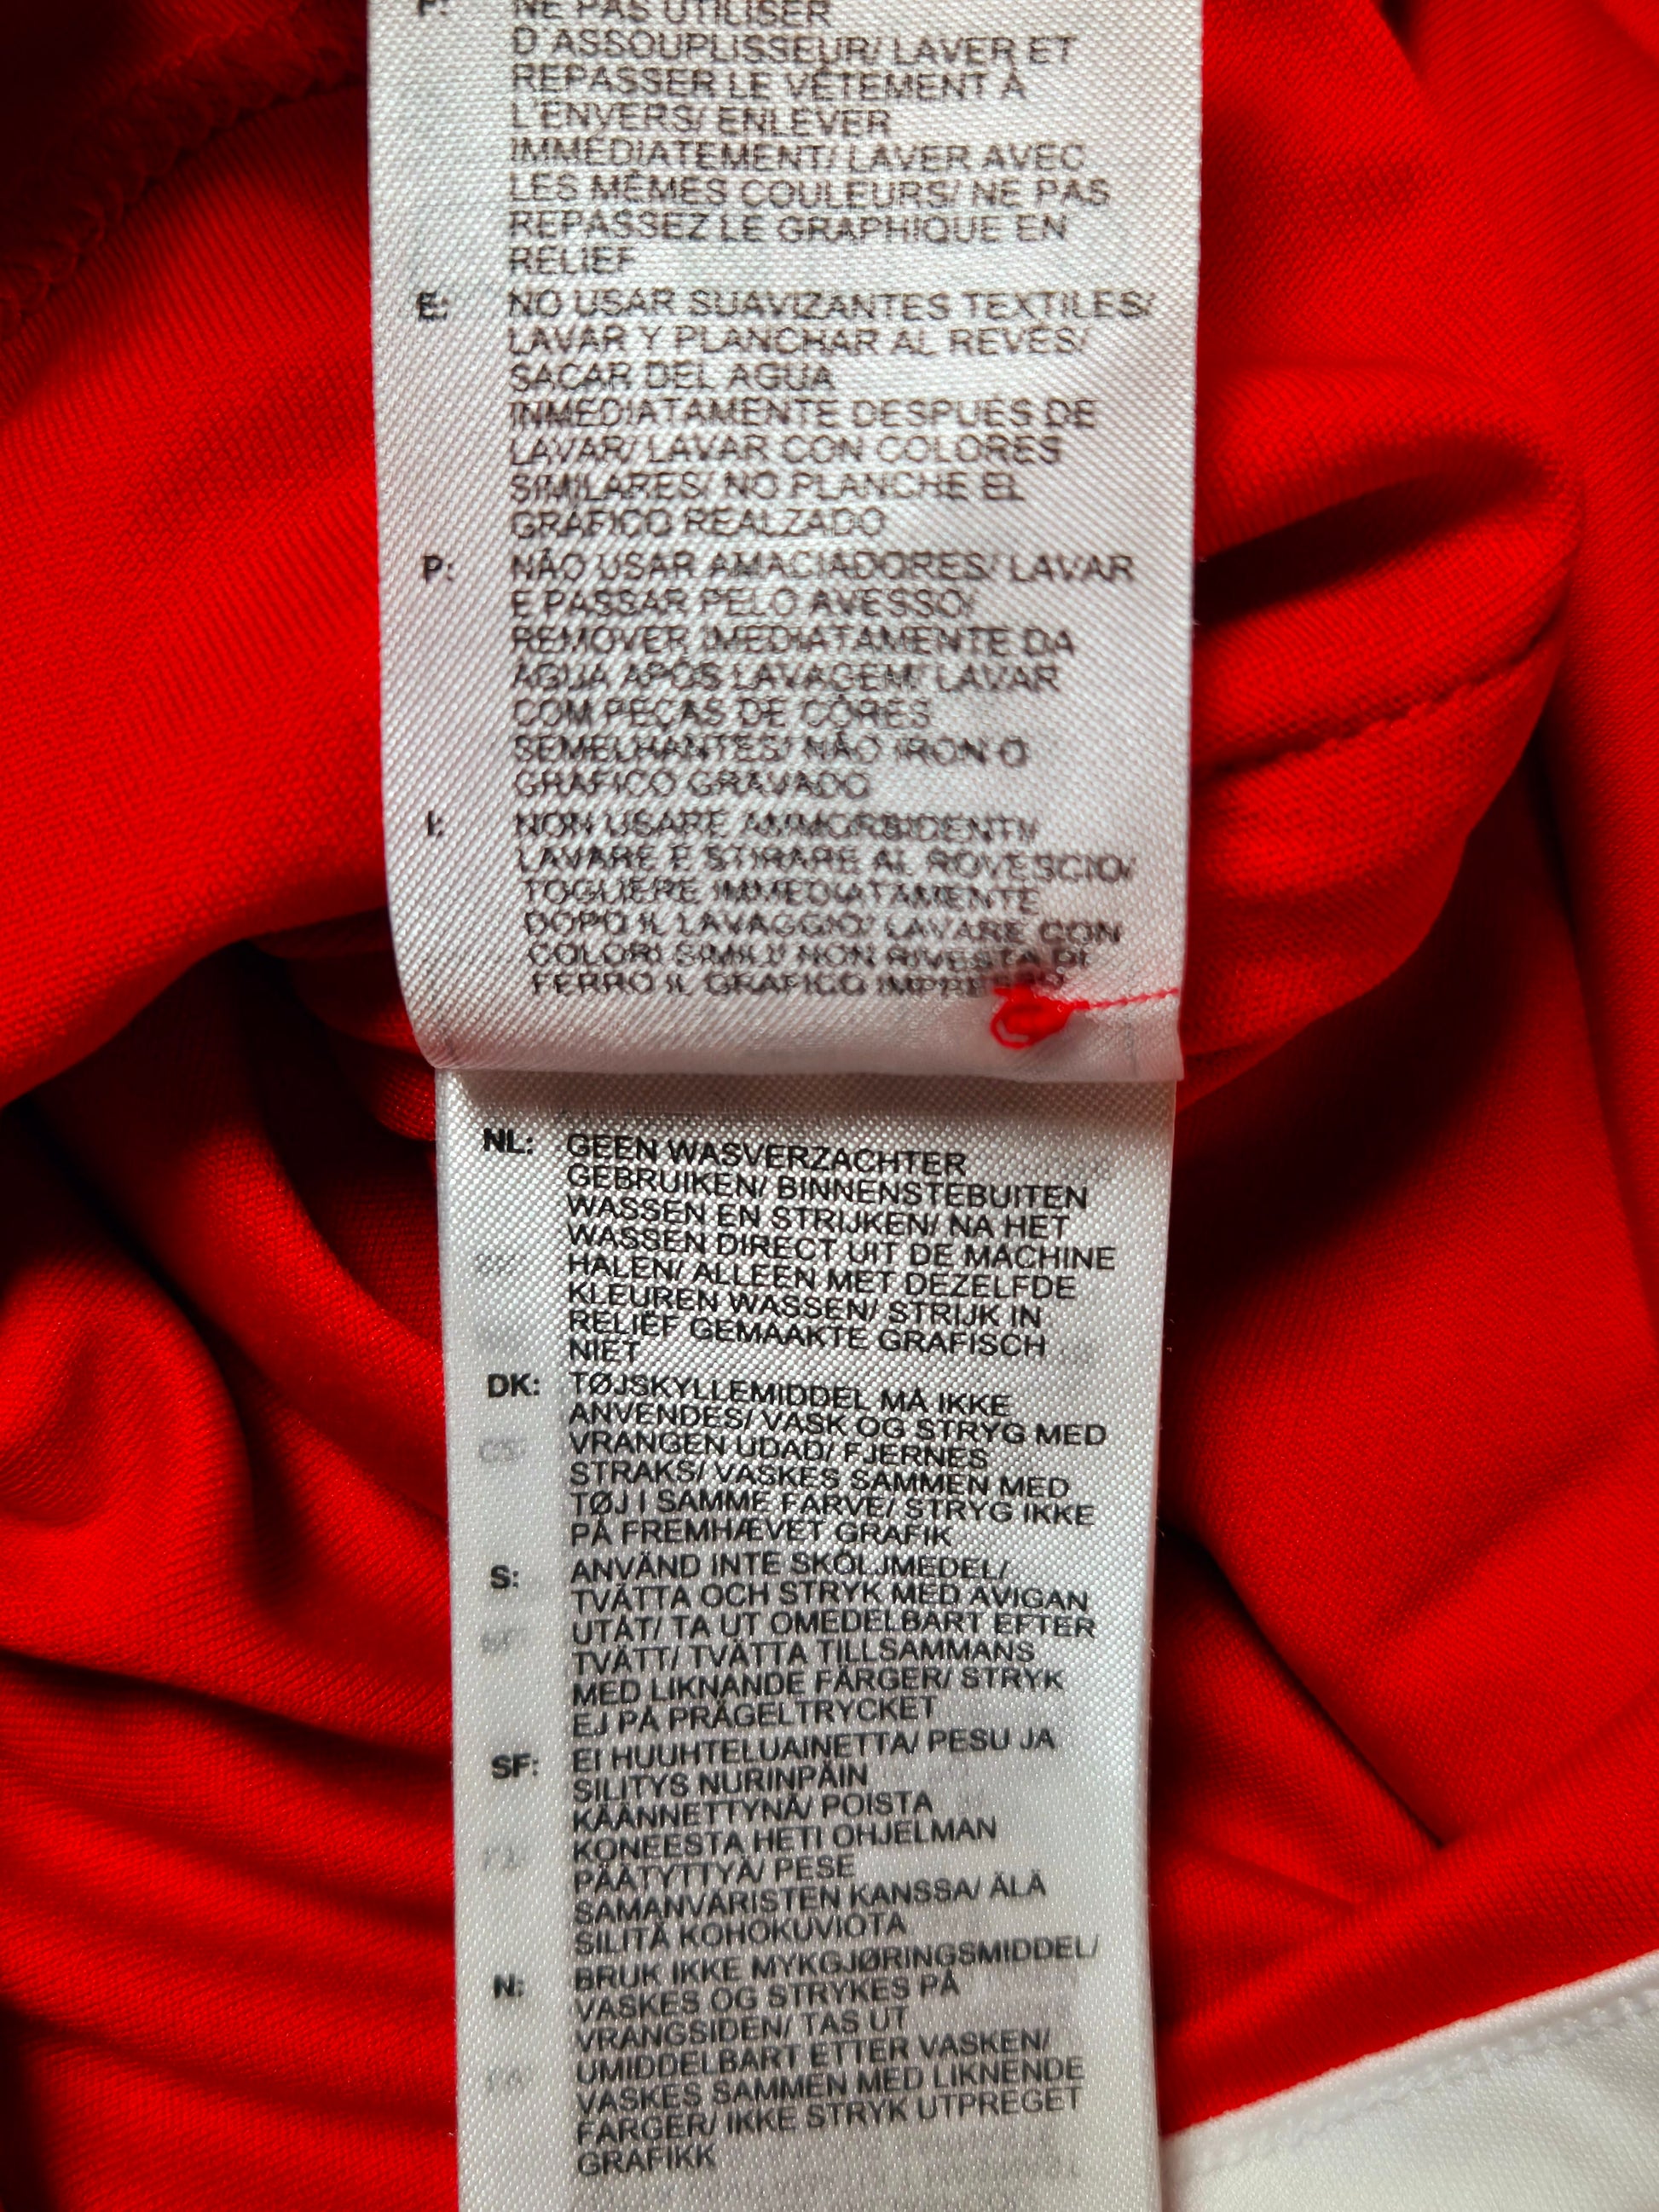 F: NE PAS UTILISER
D'ASSOUPLISSEUR/ LAVER ET
REPASSER LE VÊTEMENT À
L'ENVERS/ ENLEVER
IMMÉDIATEMENT/ LAVER AVEC
LES MÊMES COULEURS/ NE PAS
REPASSEZ LE GRAPHIQUE EN
RELIEF
E: NO USAR SUAVIZANTES TEXTILES/
LAVAR Y PLANCHAR AL REVÉS/
SACAR DEL AGUA
INMEDIATAMENTE DESPUÉS DE
LAVAR/ LAVAR CON COLORES
SIMILARES/ NO PLANCHE EL
GRÁFICO REALZADO
P: NÃO USAR AMACIADORES/ LAVAR
E PASSAR PELO AVESSO/
REMOVER IMEDIATAMENTE DA
ÁGUA APÓS LAVAGEM/ LAVAR
COM PEÇAS DE CÔRES
SEMELHANTES/ NÃO IRON O
GRÁFICO GRAVADO
I: NON USARE AMMORBIDENTI/
LAVARE E STIRARE AL ROVESCIO/
TOGLIERE IMMEDIATAMENTE
DOPO IL LAVAGGIO/ LAVARE CON
COLORI SIMILI/ NON RIVESTA DI
FERRO IL GRAFICO IMPRESSO
NL: GEEN WASVERZACHTER
GEBRUIKEN/ BINNENSTEBUITEN
WASSEN EN STRIJKEN/ NA HET
WASSEN DIRECT UIT DE MACHINE
HALEN/ ALLEEN MET DEZELFDE
KLEUREN WASSEN/ STRIJK IN
RELIËF GEMAAKTE GRAFISCH
NIET
DK: TØJSKYLLEMIDDEL MÅ IKKE
ANVENDES/ VASK OG STRYG MED
VRANGEN UDAD/ FJERNES
STRAKS/ VASKES SAMMEN MED
TØJ I SAMME FARVE/ STRYG IKKE
PÅ FREMHÆVET GRAFIK
S: ANVÄND INTE SKÖLJMEDEL/
TVÄTTA OCH STRYK MED AVIGAN
UTÅT/ TA UT OMEDELBART EFTER
TVÄTT/ TVÄTTA TILLSAMMANS
MED LIKNANDE FÄRGER/ STRYK
EJ PÅ PRÄGELTRYCKET
SF: EI HUUHTELUAINETTA/ PESU JA
SILITYS NURINPÄIN
KÄÄNNETTYNÄ/ POISTA
KONEESTA HETI OHJELMAN
PÄÄTYTTYÄ/ PESE
SAMANVÄRISTEN KANSSA/ ÄLÄ
SILITÄ KOHOKUVIOTA
N: BRUK IKKE MYKGJØRINGSMIDDEL/
VASKES OG STRYKES PÅ
VRANGSIDEN/ TAS UT
UMIDDELBART ETTER VASKEN/
VASKES SAMMEN MED LIKNENDE
FARGER/ IKKE STRYK UTPREGET
GRAFIKK